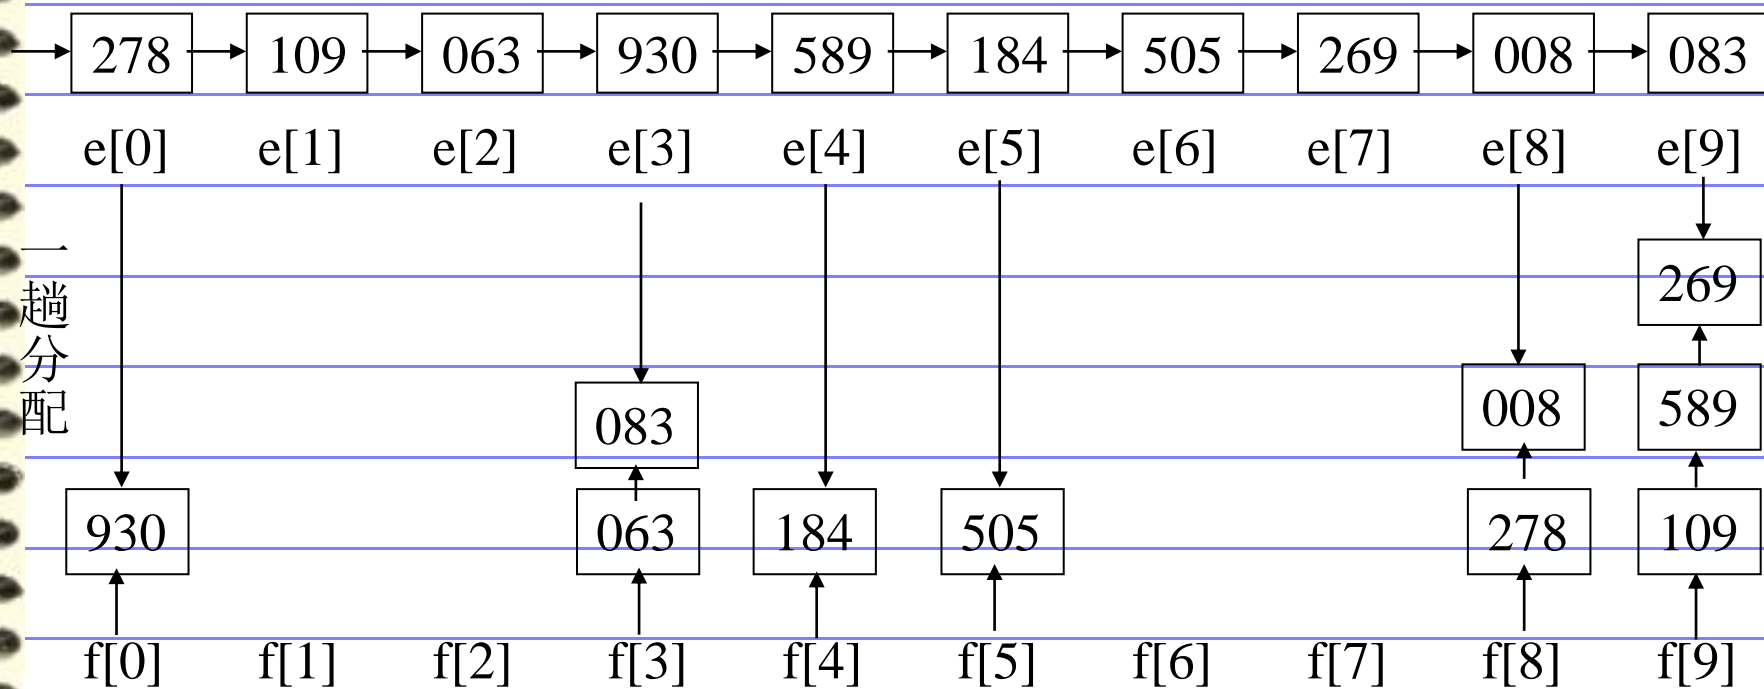 278 109 063 930 589 184 505 269 008 083
e[0] e[1] e[2] e[3] e[4] e[5] e[6] e[7] e[8] e[9]
一趟分配
269
083 008 589
930 063 184 505 278 109
f[0] f[1] f[2] f[3] f[4] f[5] f[6] f[7] f[8] f[9]